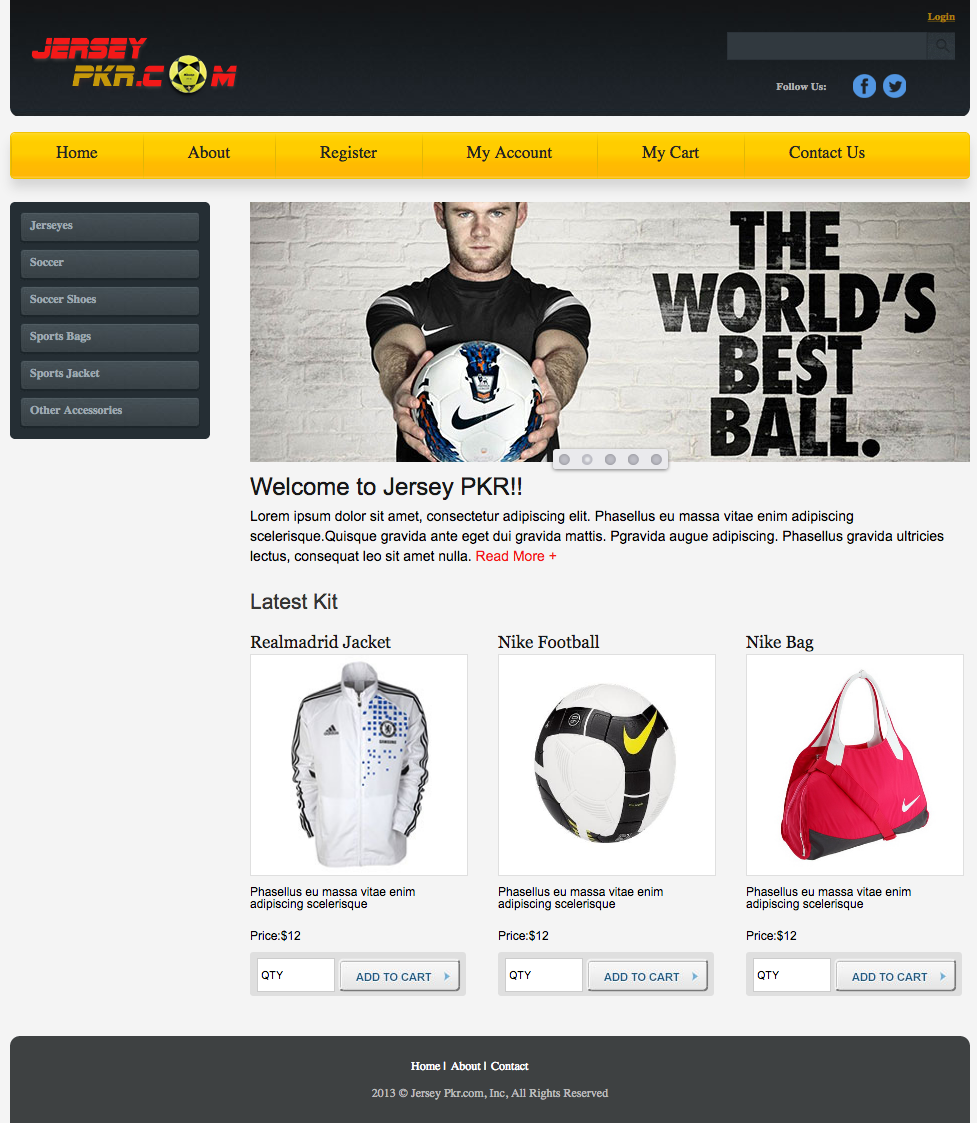 Login
JERSEY
PKR.COM
Follow Us:
Home About Register My Account My Cart Contact Us
Jerseyes
Soccer
Soccer Shoes
Sports Bags
Sports Jacket
Other Accessories
THE
WORLD'S
BEST
BALL.
Welcome to Jersey PKR!!
Lorem ipsum dolor sit amet, consectetur adipiscing elit. Phasellus eu massa vitae enim adipiscing
scelerisque.Quisque gravida ante eget dui gravida mattis. Pgravida augue adipiscing. Phasellus gravida ultricies
lectus, consequat leo sit amet nulla. Read More +
Latest Kit
Realmadrid Jacket
Nike Football
Nike Bag
adidas
SAMSUNG
Phasellus eu massa vitae enim
adipiscing scelerisque
Price:$12
QTY ADD TO CART
Phasellus eu massa vitae enim
adipiscing scelerisque
Price:$12
QTY ADD TO CART
Phasellus eu massa vitae enim
adipiscing scelerisque
Price:$12
QTY ADD TO CART
Home | About | Contact
2013 © Jersey Pkr.com, Inc, All Rights Reserved